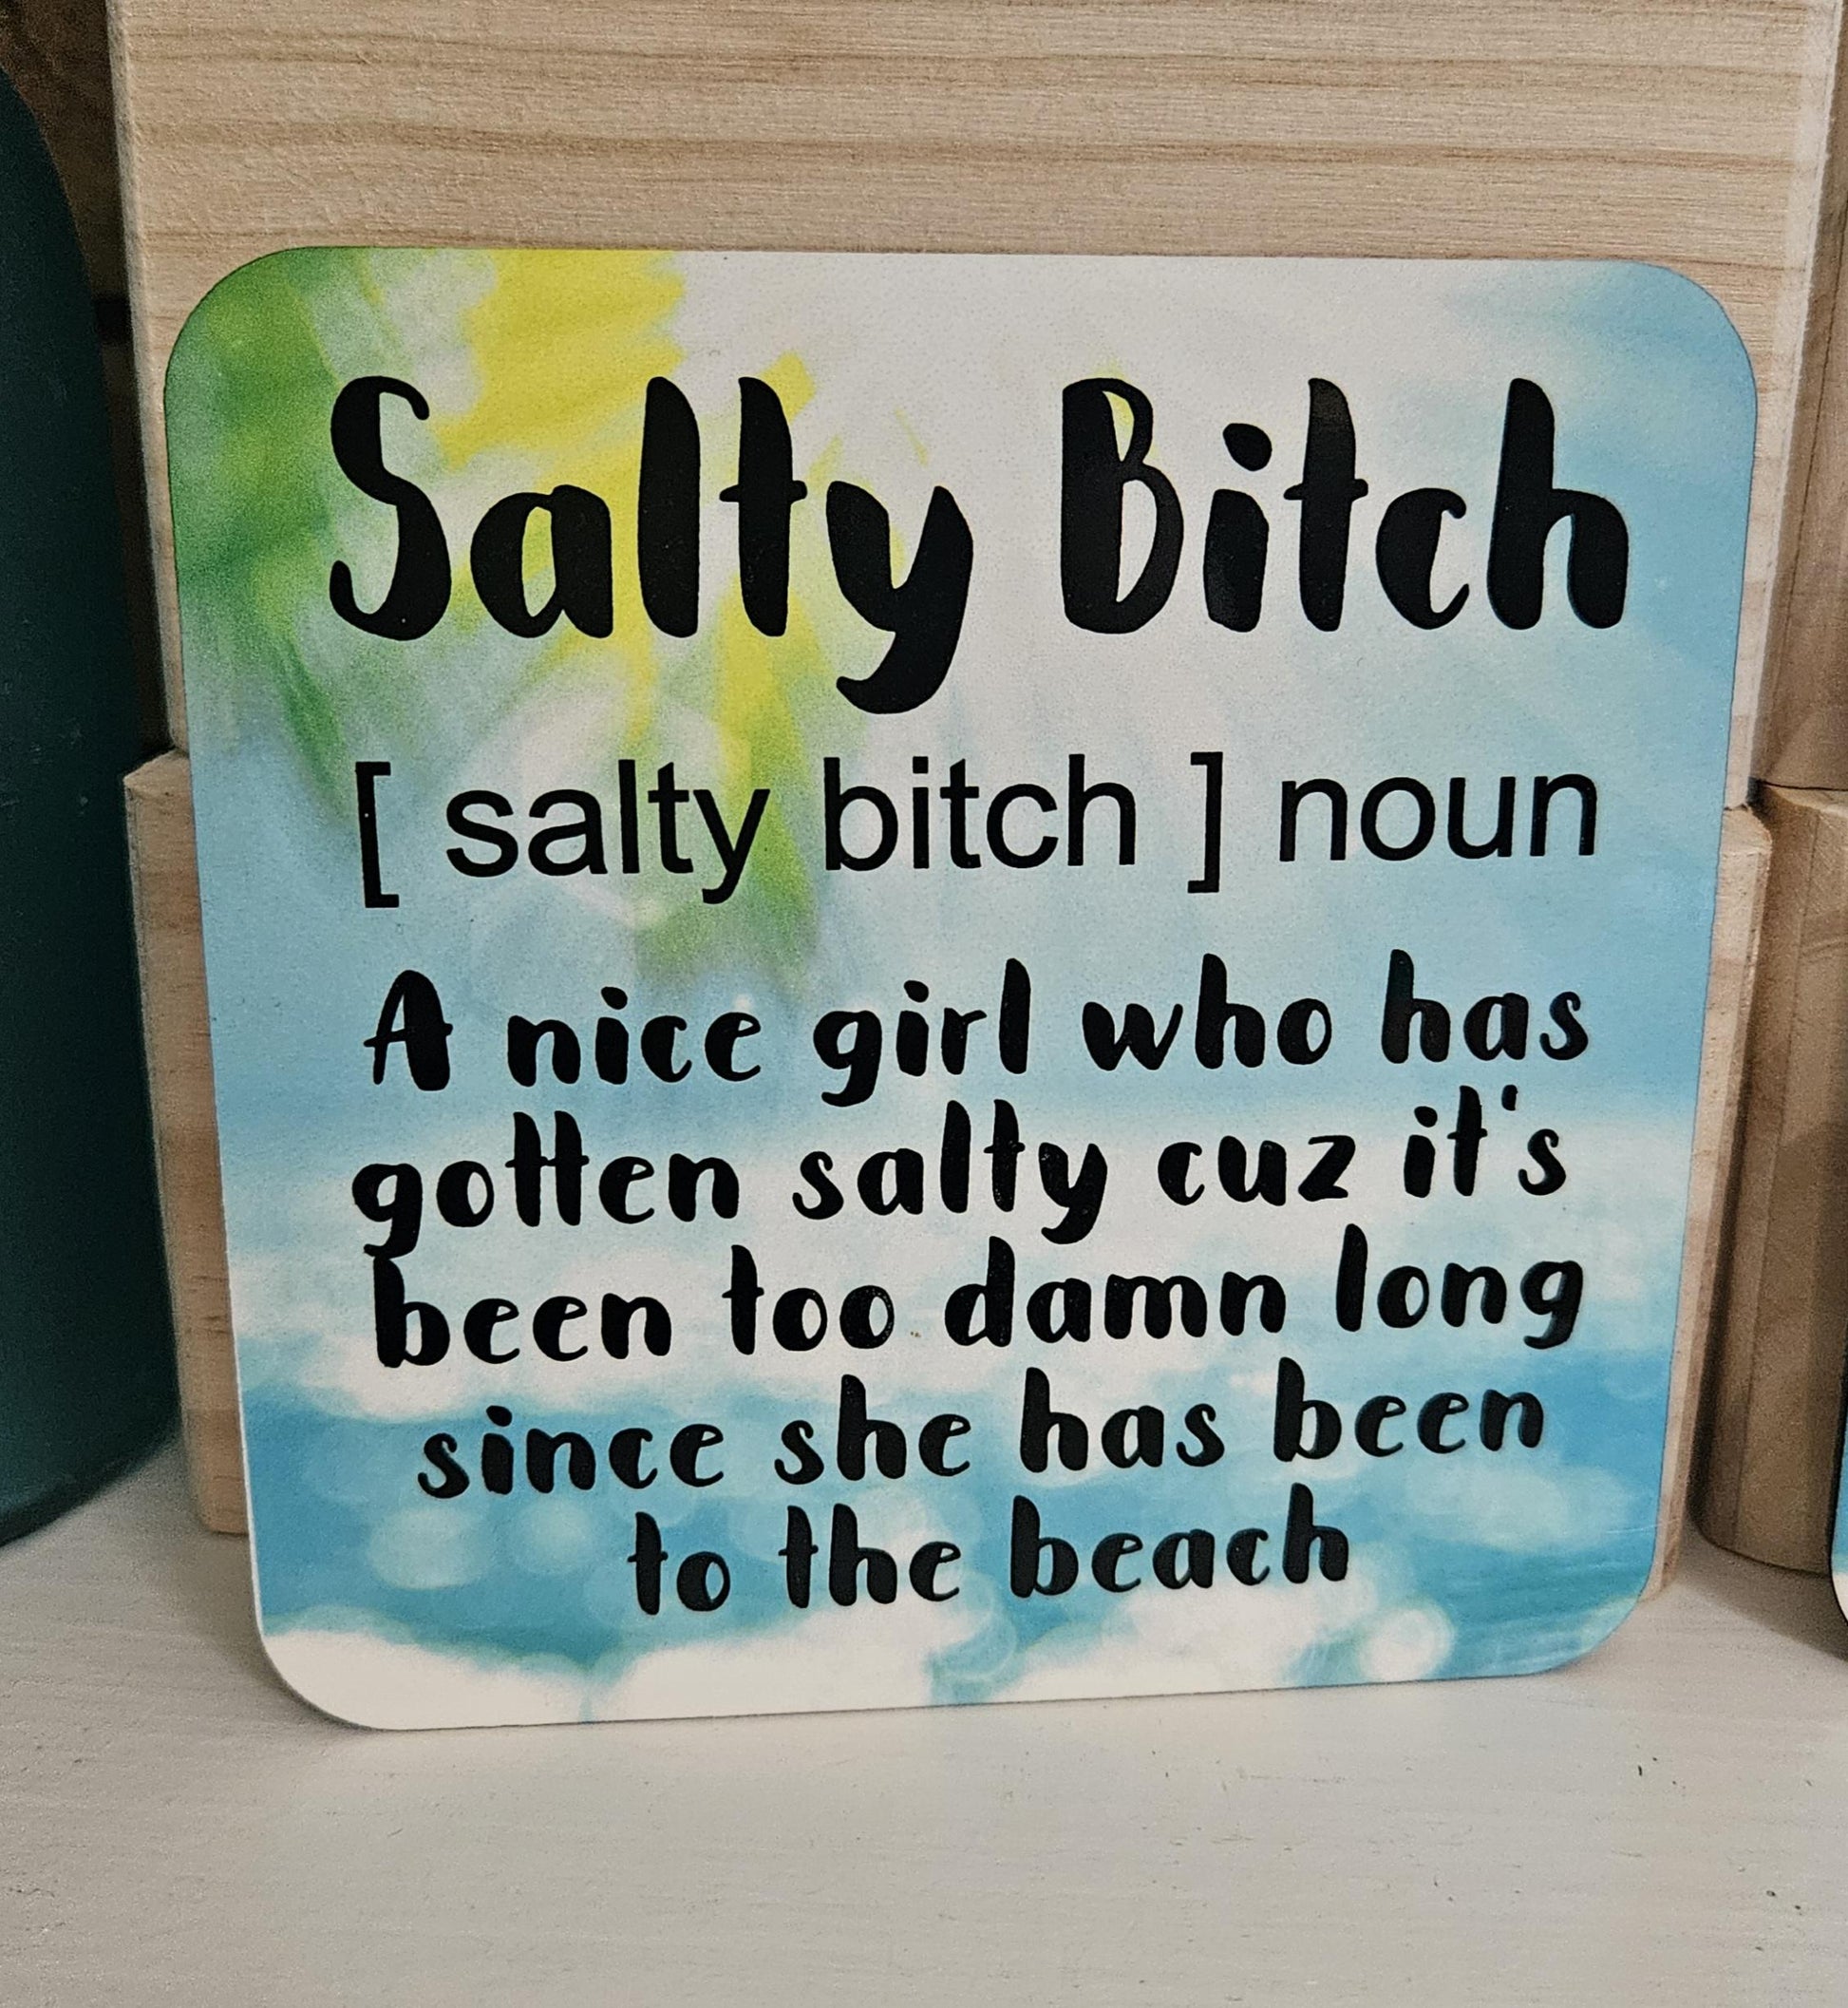 Salty Bitch
[ salty bitch ] noun
A nice girl who has
gotten salty cuz it's
been too damn long
since she has been
to the beach